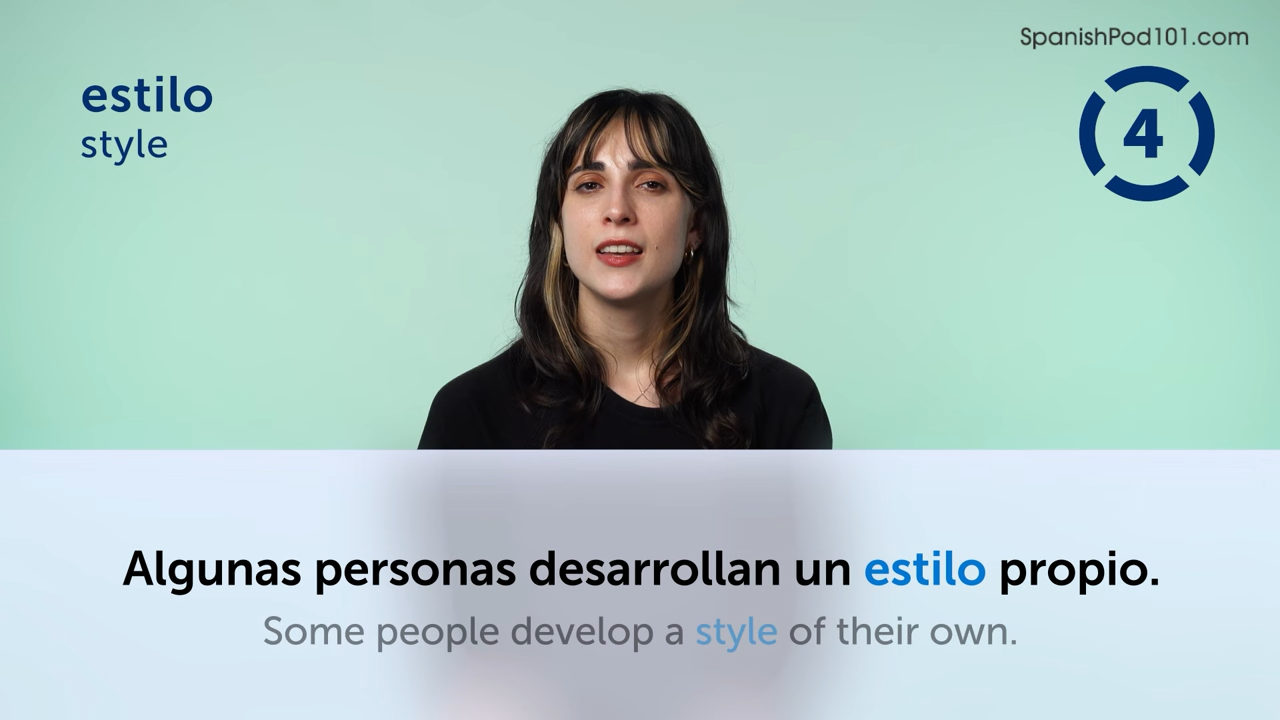 SpanishPod101.com
estilo
style
4
Algunas personas desarrollan un estilo propio.
Some people develop a style of their own.